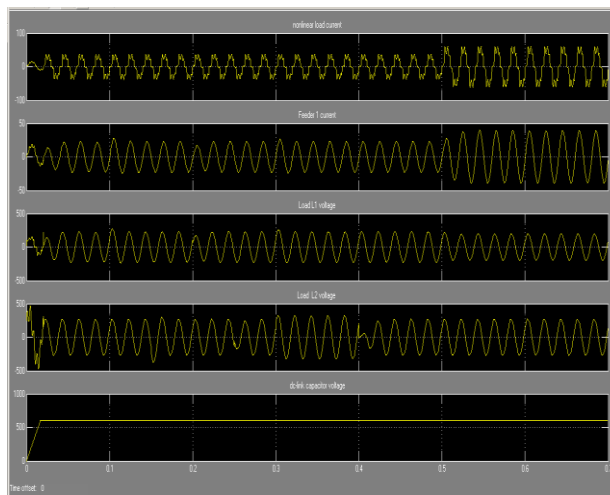 nonlinear load current
100
0
-100
Feeder 1 current
50
0
-50
Load L1 voltage
500
0
-500
Load L2 voltage
500
0
-500
dc-link capacitor voltage
1000
500
0
0 0.1 0.2 0.3 0.4 0.5 0.6
Time offset: 0